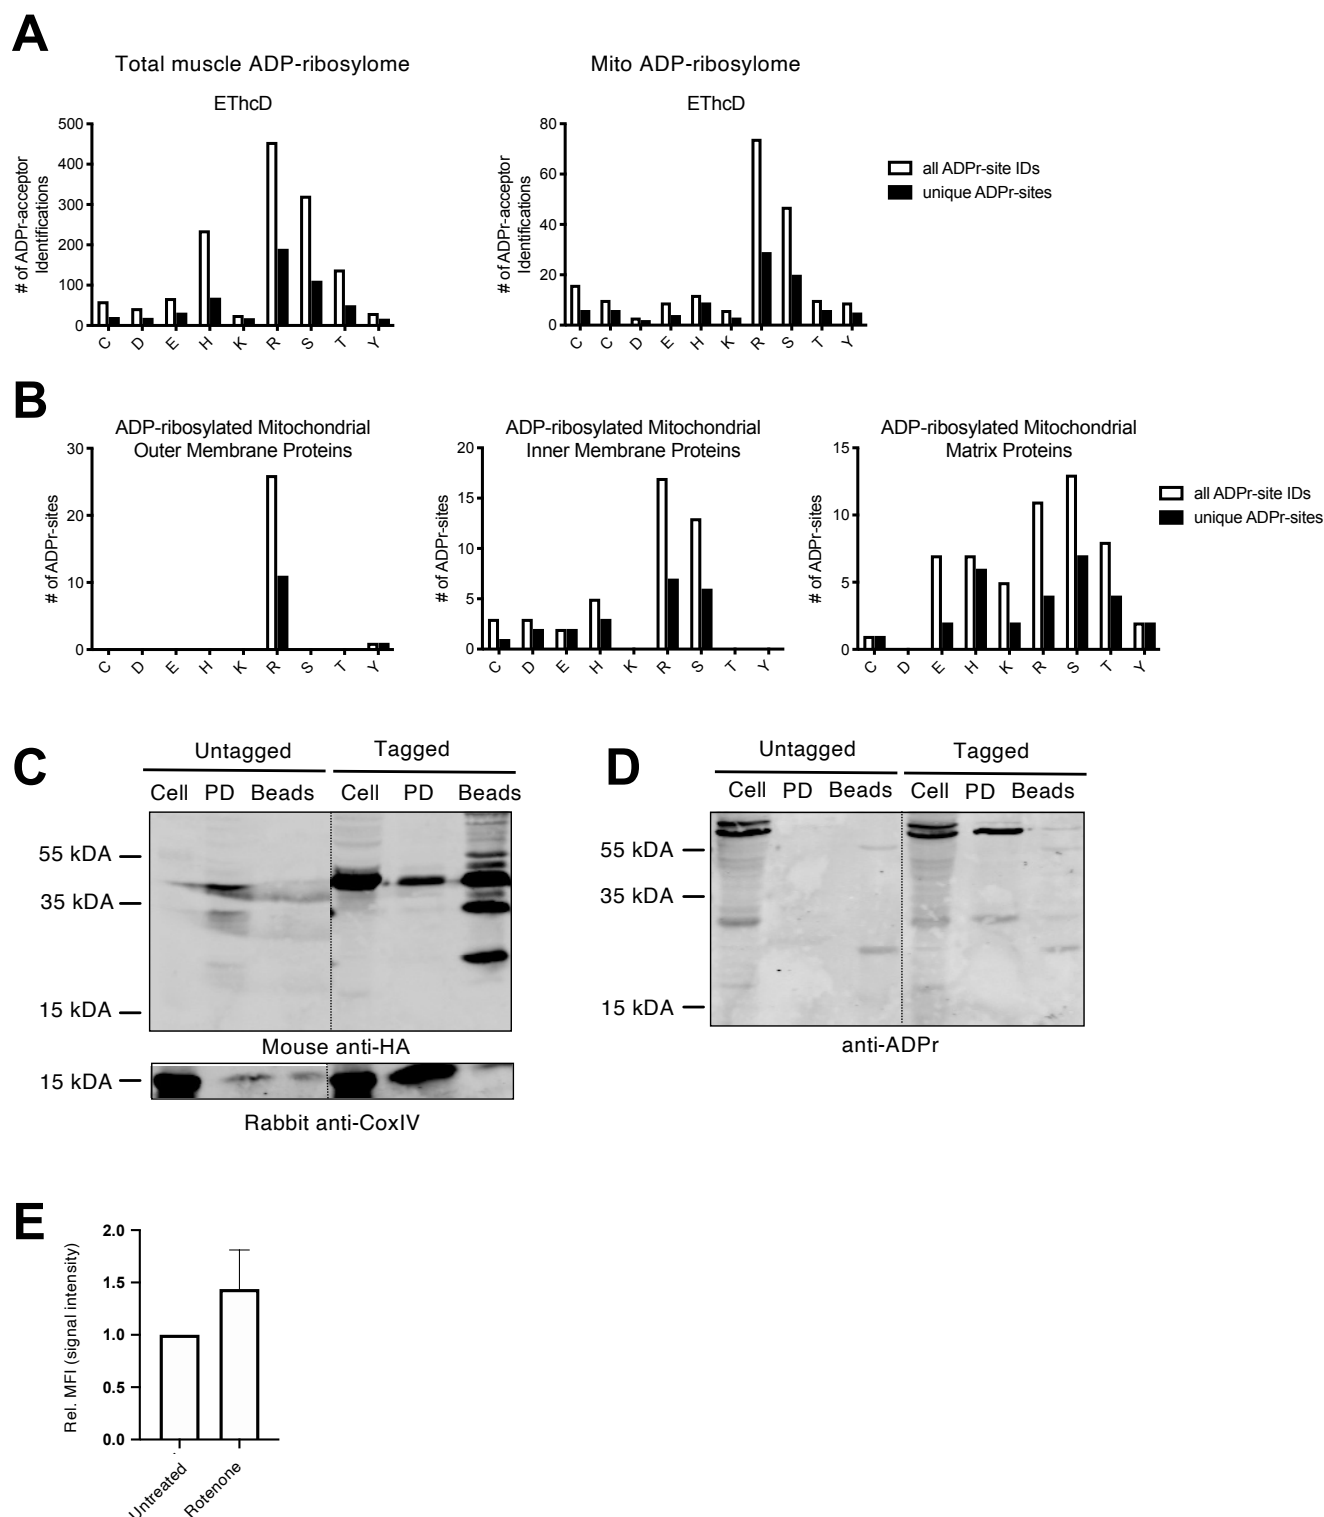 A
Total muscle ADP-ribosylome
EThcD
# of ADPr-acceptor
Identifications
500
400
300
200
100
0
C D E H K R S T Y
Mito ADP-ribosylome
EThcD
# of ADPr-acceptor
Identifications
80
60
40
20
0
C C D E H K R S T Y
all ADPr-site IDs
unique ADPr-sites
B
ADP-ribosylated Mitochondrial
Outer Membrane Proteins
# of ADPr-sites
30
20
10
0
C D E H K R S T Y
ADP-ribosylated Mitochondrial
Inner Membrane Proteins
# of ADPr-sites
20
15
10
5
0
C D E H K R S T Y
ADP-ribosylated Mitochondrial
Matrix Proteins
# of ADPr-sites
15
10
5
0
C D E H K R S T Y
all ADPr-site IDs
unique ADPr-sites
C
Untagged Tagged
Cell PD Beads Cell PD Beads
55 kDA
35 kDA
15 kDA
Mouse anti-HA
15 kDA
Rabbit anti-CoxIV
D
Untagged Tagged
Cell PD Beads Cell PD Beads
55 kDA
35 kDA
15 kDA
anti-ADPr
E
Rel. MFI (signal intensity)
2.0
1.5
1.0
0.5
0.0
Untreated
Rotenone